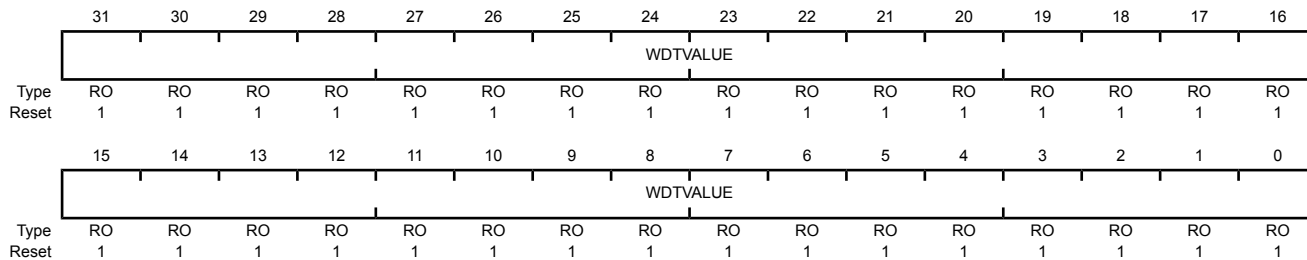 31 30 29 28 27 26 25 24 23 22 21 20 19 18 17 16
WDTVALUE
Type RO RO RO RO RO RO RO RO RO RO RO RO RO RO RO RO
Reset 1 1 1 1 1 1 1 1 1 1 1 1 1 1 1 1
15 14 13 12 11 10 9 8 7 6 5 4 3 2 1 0
WDTVALUE
Type RO RO RO RO RO RO RO RO RO RO RO RO RO RO RO RO
Reset 1 1 1 1 1 1 1 1 1 1 1 1 1 1 1 1